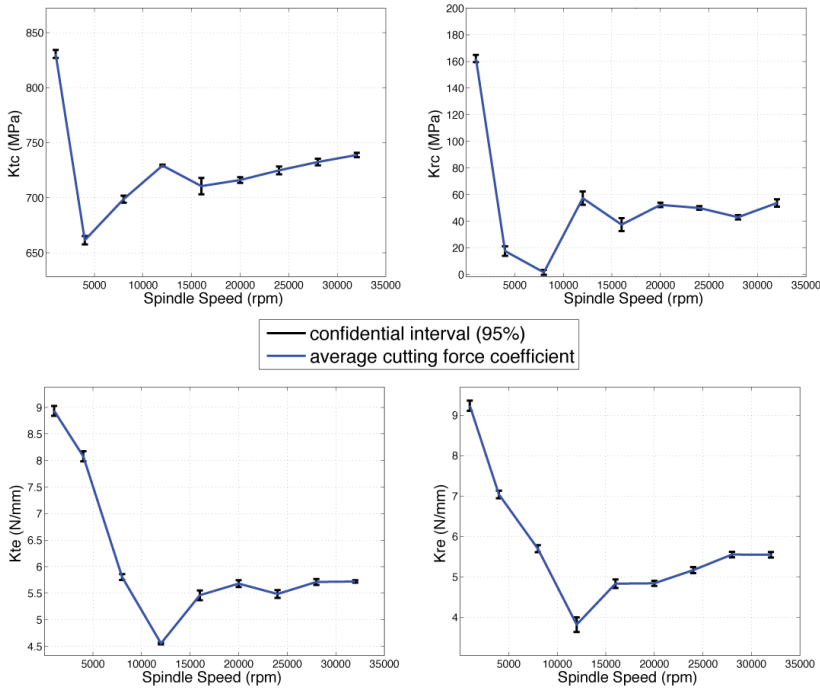 850
800
750
700
650
Ktc (MPa)
5000 10000 15000 20000 25000 30000 35000
Spindle Speed (rpm)
200
180
160
140
120
100
80
60
40
20
0
Krc (MPa)
5000 10000 15000 20000 25000 30000 35000
Spindle Speed (rpm)
confidential interval (95%)
average cutting force coefficient
9
8.5
8
7.5
7
6.5
6
5.5
5
4.5
Kte (N/mm)
5000 10000 15000 20000 25000 30000 35000
Spindle Speed (rpm)
9
8
7
6
5
4
Kre (N/mm)
5000 10000 15000 20000 25000 30000 35000
Spindle Speed (rpm)